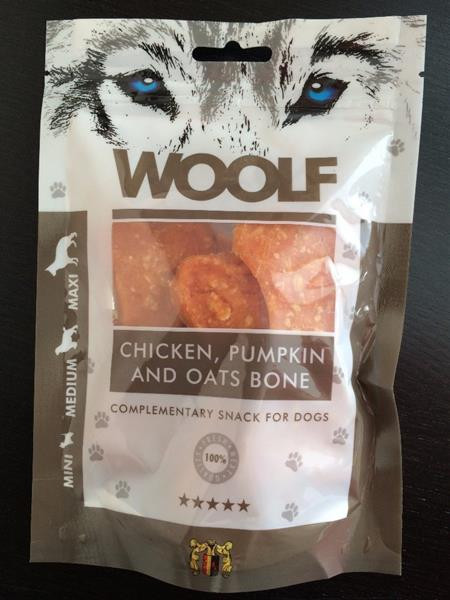 WOOLF
CHICKEN, PUMPKIN
AND OATS BONE
COMPLEMENTARY SNACK FOR DOGS
100%
MINI
MEDIUM
MAXI